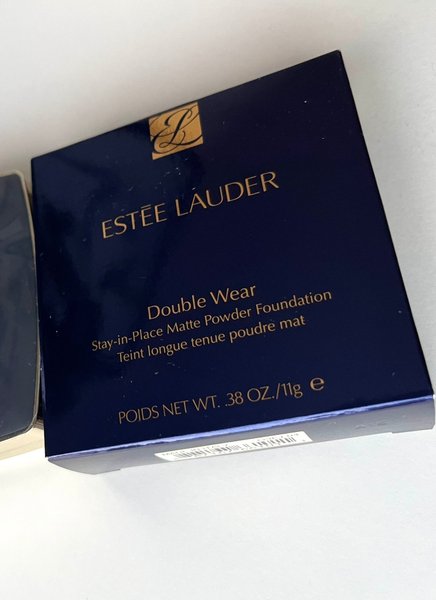 EL
ESTĒE LAUDER
Double Wear
Stay-in-Place Matte Powder Foundation
Teint longue tenue poudre mat
POIDS NET WT. .38 OZ./11g ℮